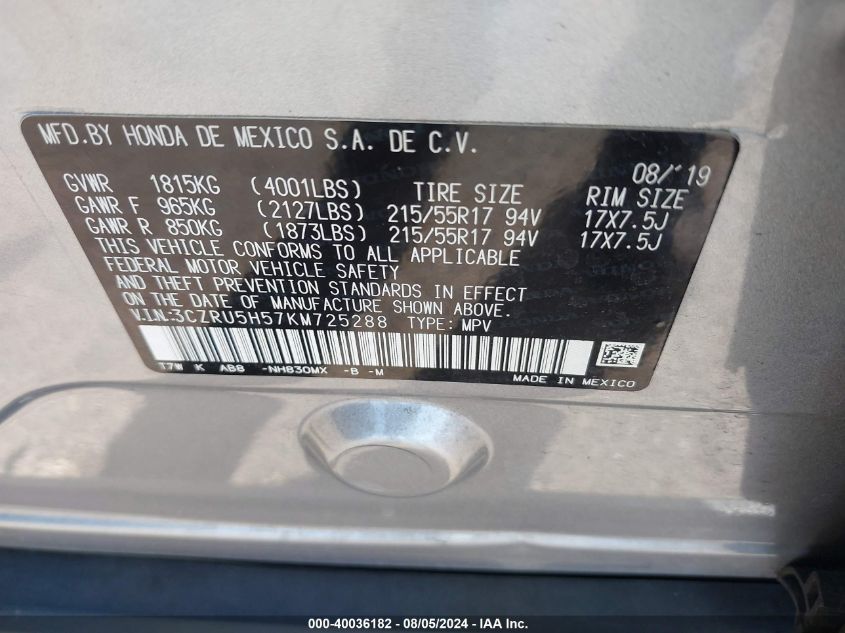 MFD.BY HONDA DE MEXICO S.A. DE C.V.
08/'19
GVWR 1815KG (4001LBS) TIRE SIZE RIM SIZE
GAWR F 965KG (2127LBS) 215/55R17 94V 17X7.5J
GAWR R 850KG (1873LBS) 215/55R17 94V 17X7.5J
THIS VEHICLE CONFORMS TO ALL APPLICABLE
FEDERAL MOTOR VEHICLE SAFETY
AND THEFT PREVENTION STANDARDS IN EFFECT
ON THE DATE OF MANUFACTURE SHOWN ABOVE.
V.I.N:3CZRU5H57KM725288 TYPE: MPV
T7W K AB8 -NH830MX -B -M
MADE IN MEXICO
000-40036182 - 08/05/2024 - IAA Inc.